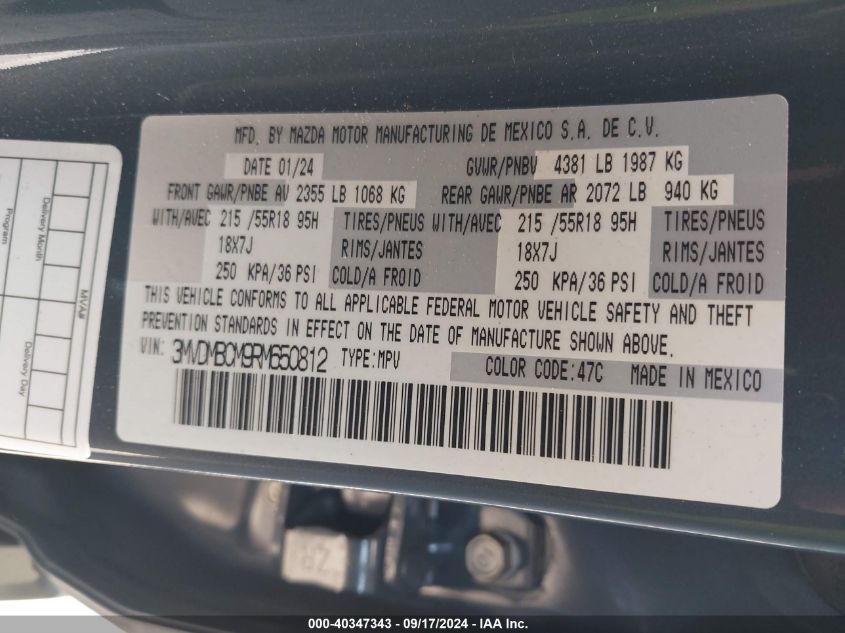 MFD. BY MAZDA MOTOR MANUFACTURING DE MEXICO S.A. DE C.V.
DATE 01/24 GVWR/PNBV 4381 LB 1987 KG
FRONT GAWR/PNBE AV 2355 LB 1068 KG REAR GAWR/PNBE AR 2072 LB 940 KG
WITH/AVEC 215 /55R18 95H TIRES/PNEUS WITH/AVEC 215 /55R18 95H TIRES/PNEUS
18X7J RIMS/JANTES 18X7J RIMS/JANTES
250 KPA/36 PSI COLD/A FROID 250 KPA/36 PSI COLD/A FROID
THIS VEHICLE CONFORMS TO ALL APPLICABLE FEDERAL MOTOR VEHICLE SAFETY AND THEFT
PREVENTION STANDARDS IN EFFECT ON THE DATE OF MANUFACTURE SHOWN ABOVE.
VIN: 3MVDMBCM9RM650812 TYPE:MPV COLOR CODE:47C MADE IN MEXICO
Program
Delivery Month
MVA#
Delivery Day
000-40347343 - 09/17/2024 - IAA Inc.